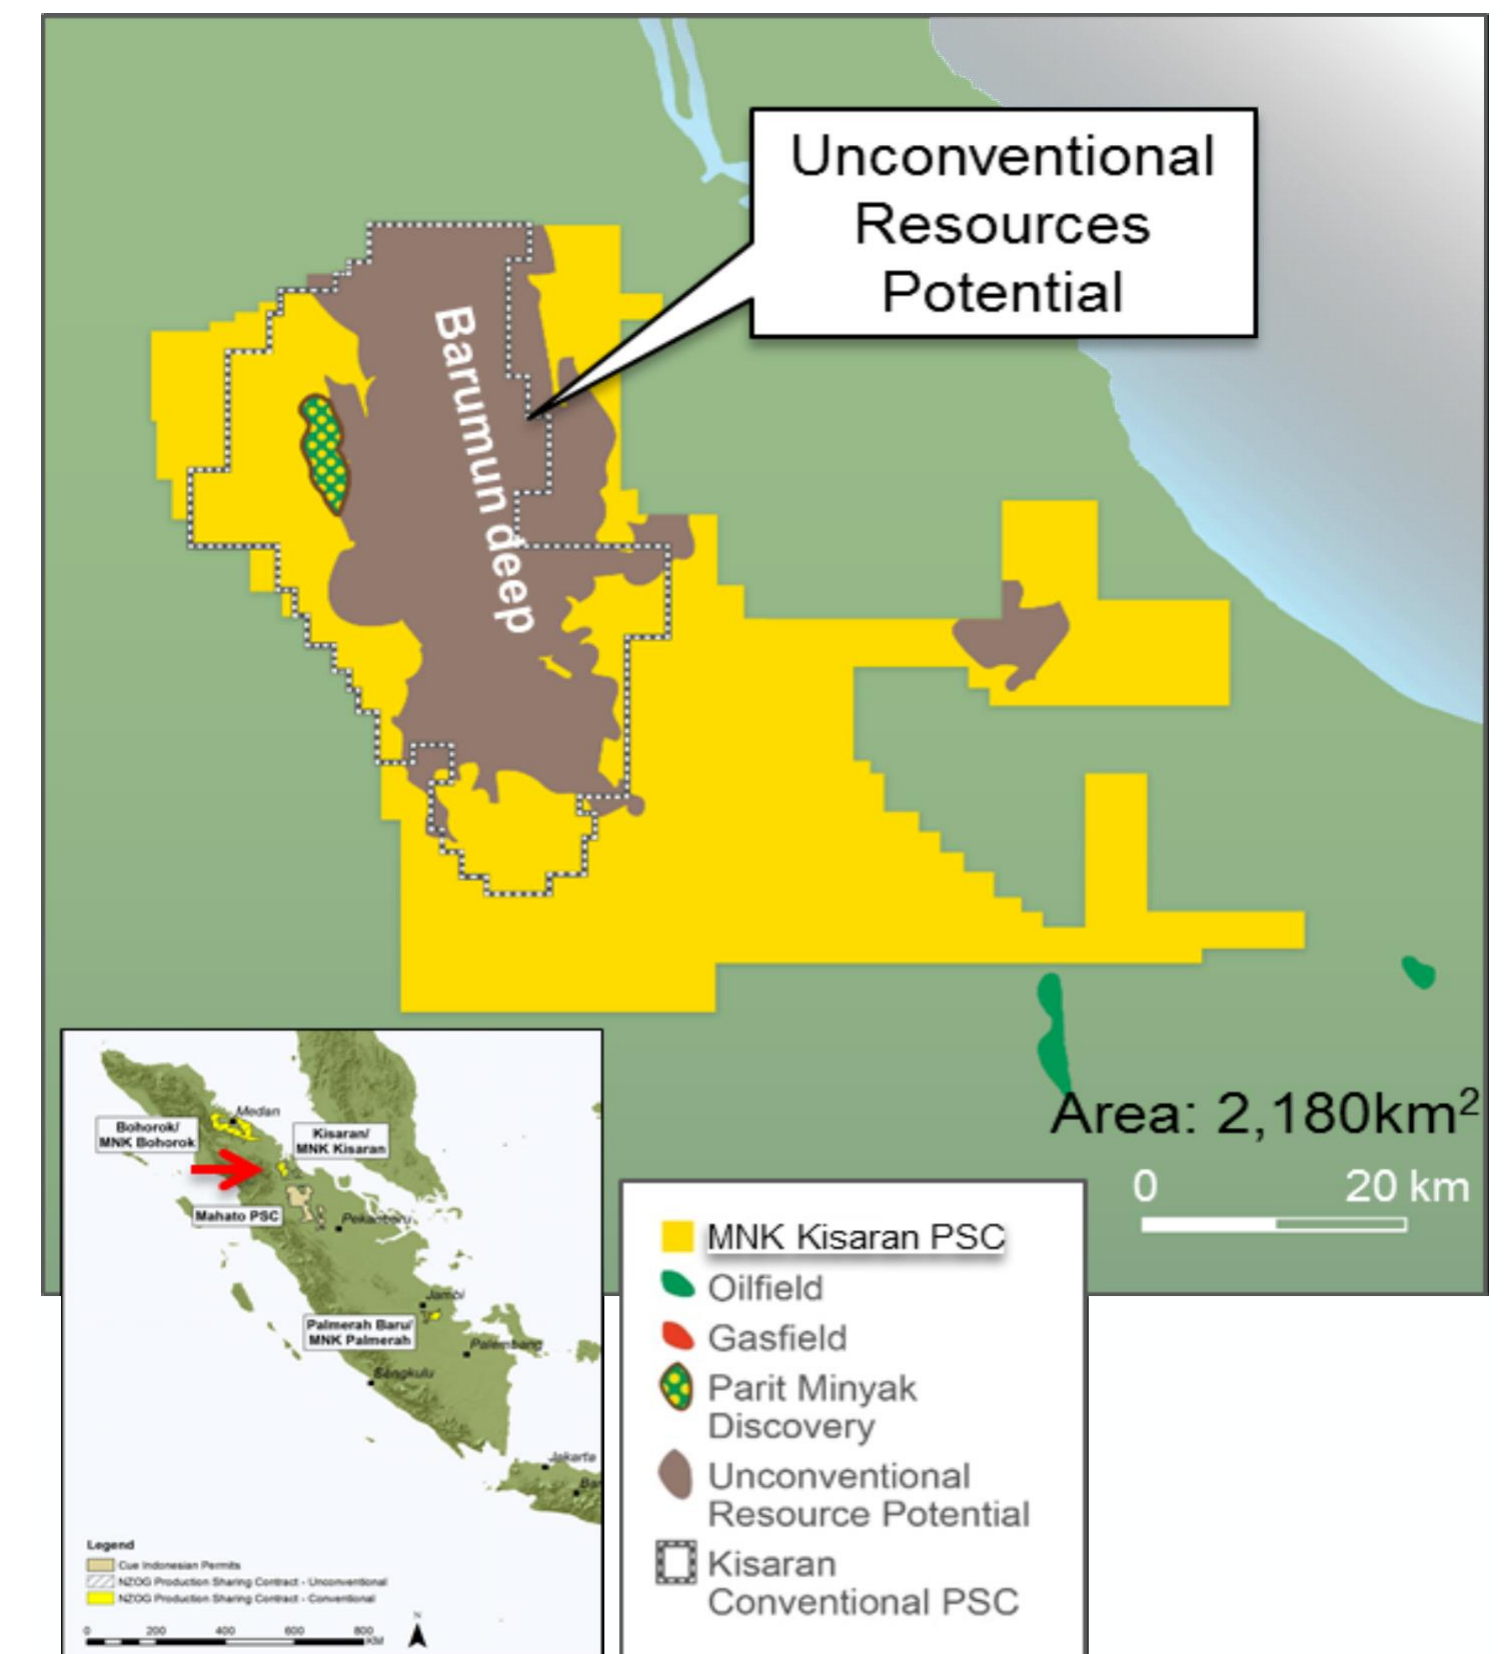 Unconventional
Resources
Potential
Barumun deep
Area: 2,180km²
0 20 km
MNK Kisaran PSC
Oilfield
Gasfield
Parit Minyak
Discovery
Unconventional
Resource Potential
Kisaran
Conventional PSC
Medan
Bohorok/
MNK Bohorok
Kisaran/
MNK Kisaran
Mahato PSC
Pekanbaru
Jambi
Palmerah Baru/
MNK Palmerah
Palembang
Bengkulu
Jakarta
Legend
Cue Indonesian Permits
NZOG Production Sharing Contract - Unconventional
NZOG Production Sharing Contract - Conventional
N
0 200 400 600 800
KM